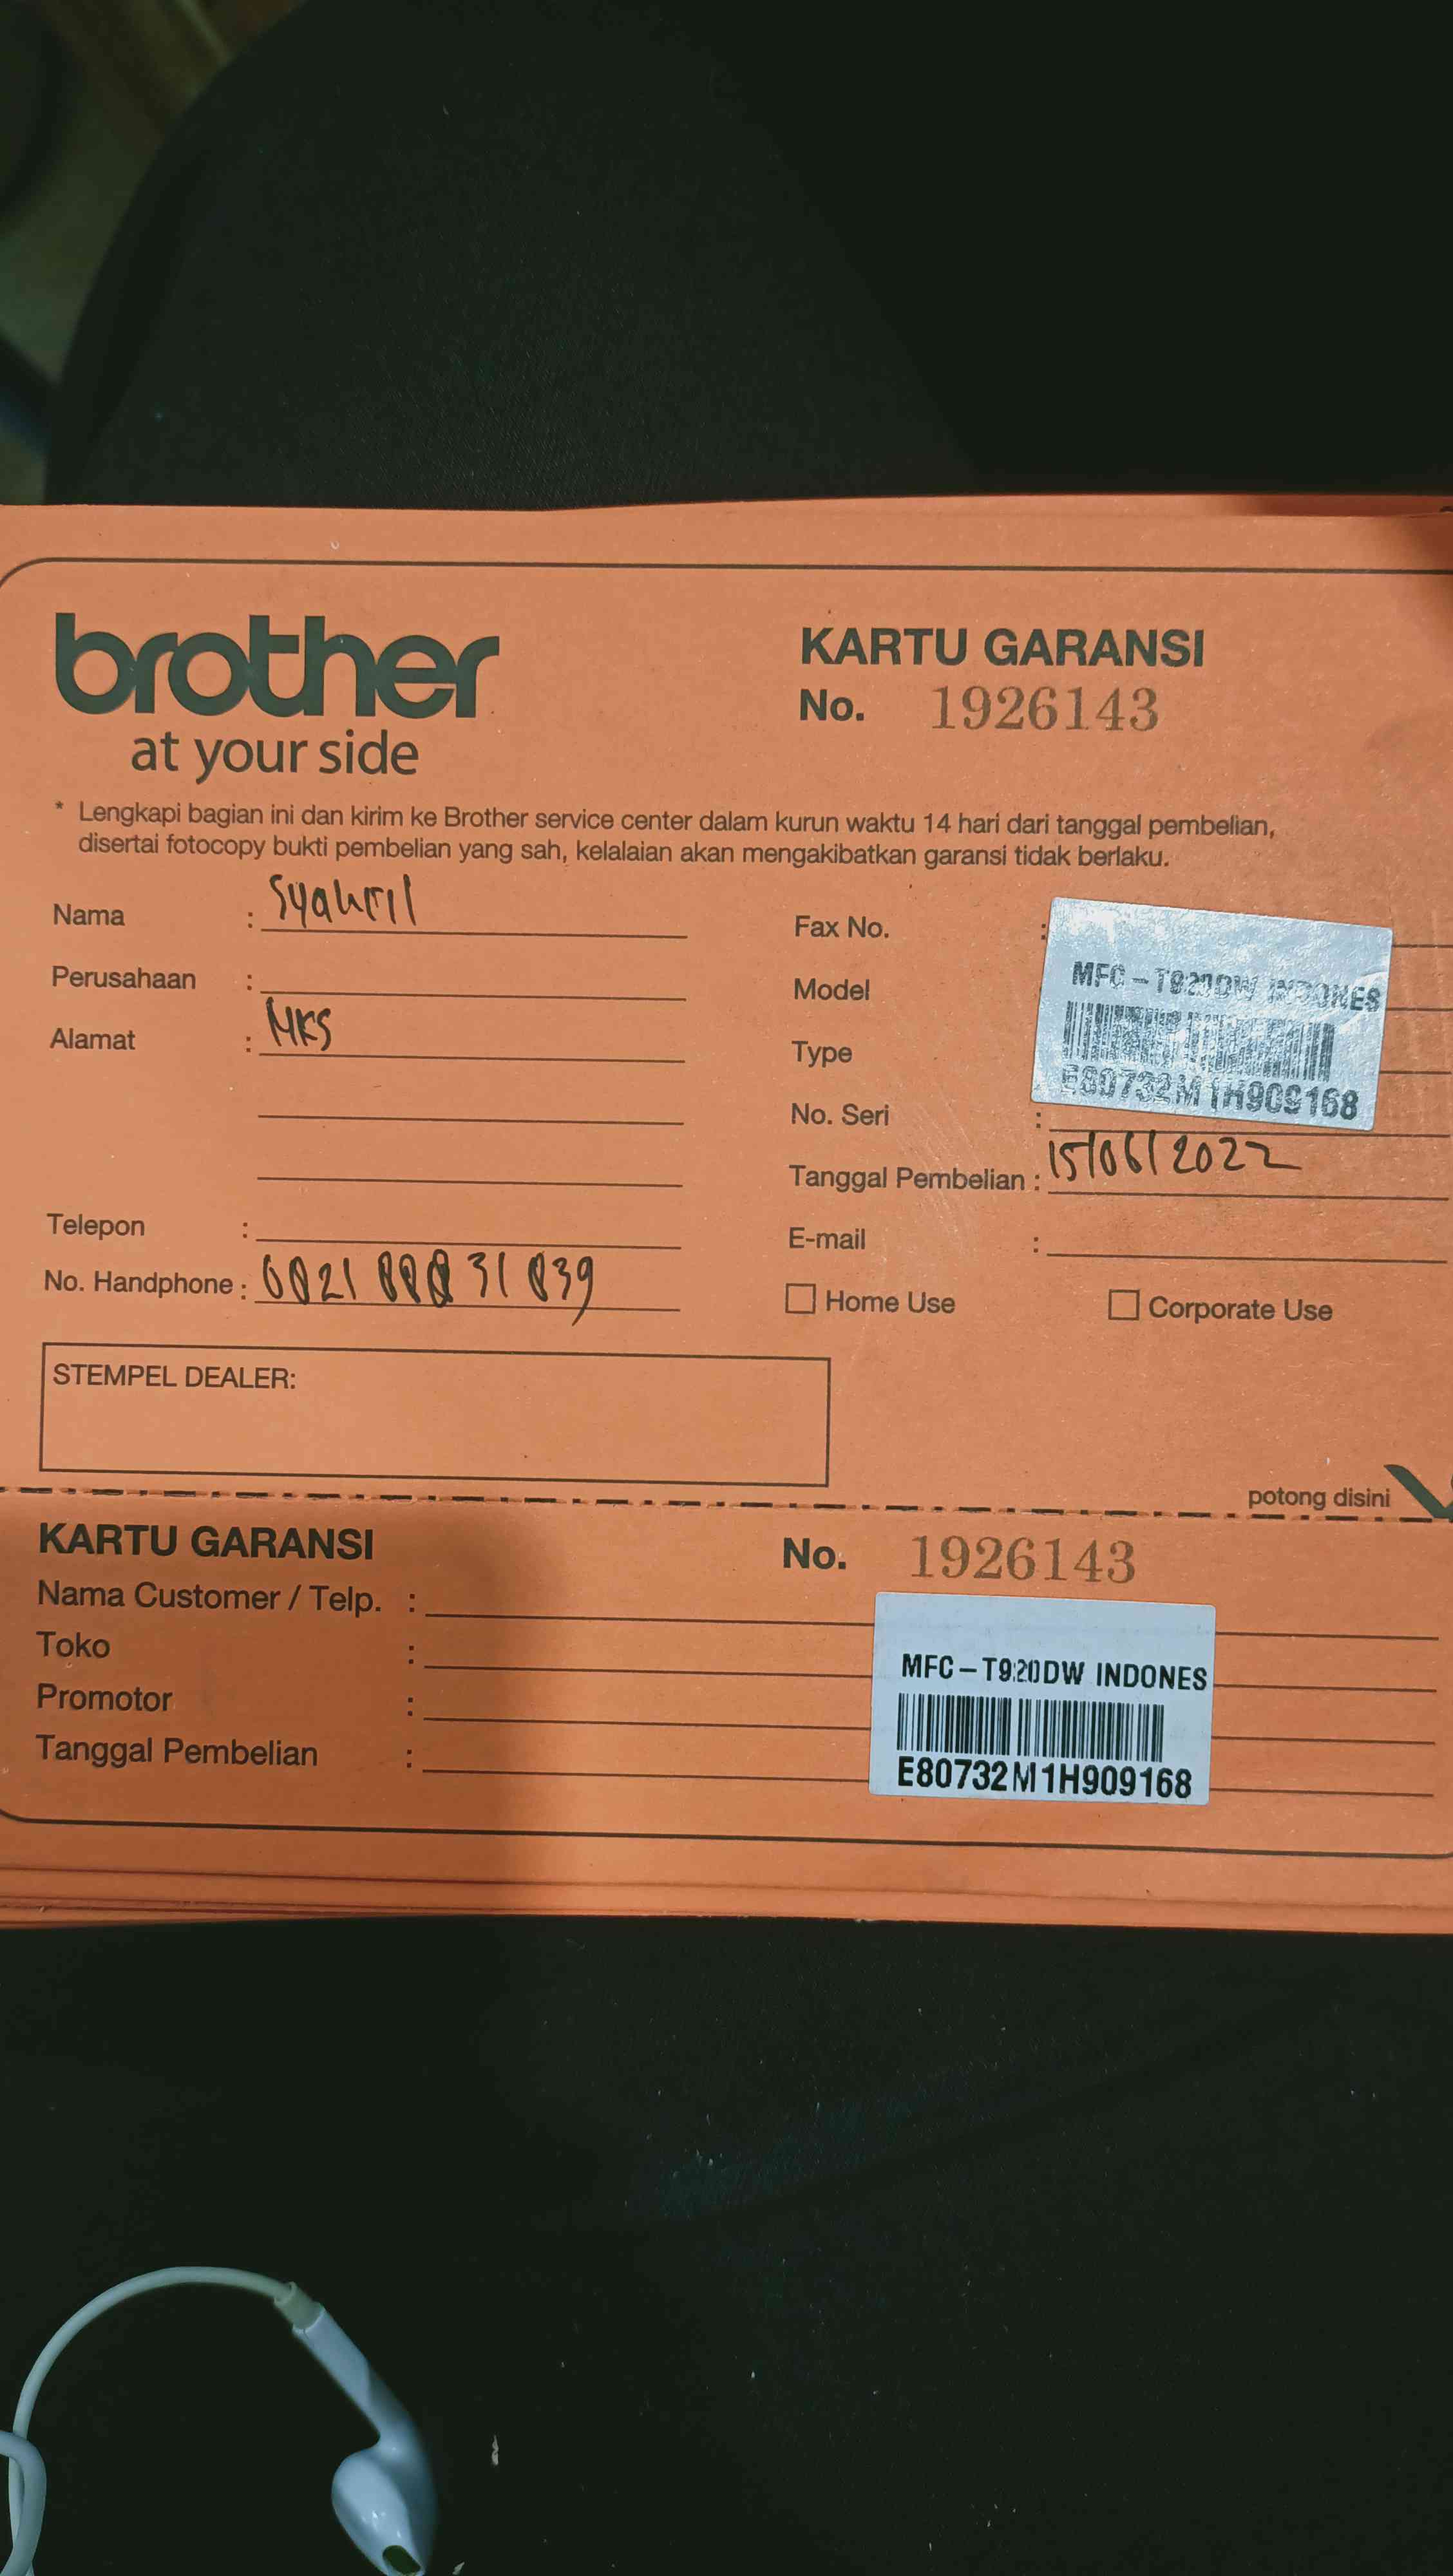 brother
at your side
KARTU GARANSI
No. 1926143
* Lengkapi bagian ini dan kirim ke Brother service center dalam kurun waktu 14 hari dari tanggal pembelian,
disertai fotocopy bukti pembelian yang sah, kelalaian akan mengakibatkan garansi tidak berlaku.
Nama : Syahril
Perusahaan :
Alamat : MKS
Telepon :
No. Handphone :
Fax No. :
Model
Type
No. Seri :
MFC-T920DW INDONES
E80732M1H909168
Tanggal Pembelian : 15/06/2022
E-mail :
Home Use
Corporate Use
STEMPEL DEALER:
potong disini
KARTU GARANSI
No. 1926143
Nama Customer / Telp. :
Toko :
Promotor :
Tanggal Pembelian :
MFC-T920DW INDONES
E80732M1H909168